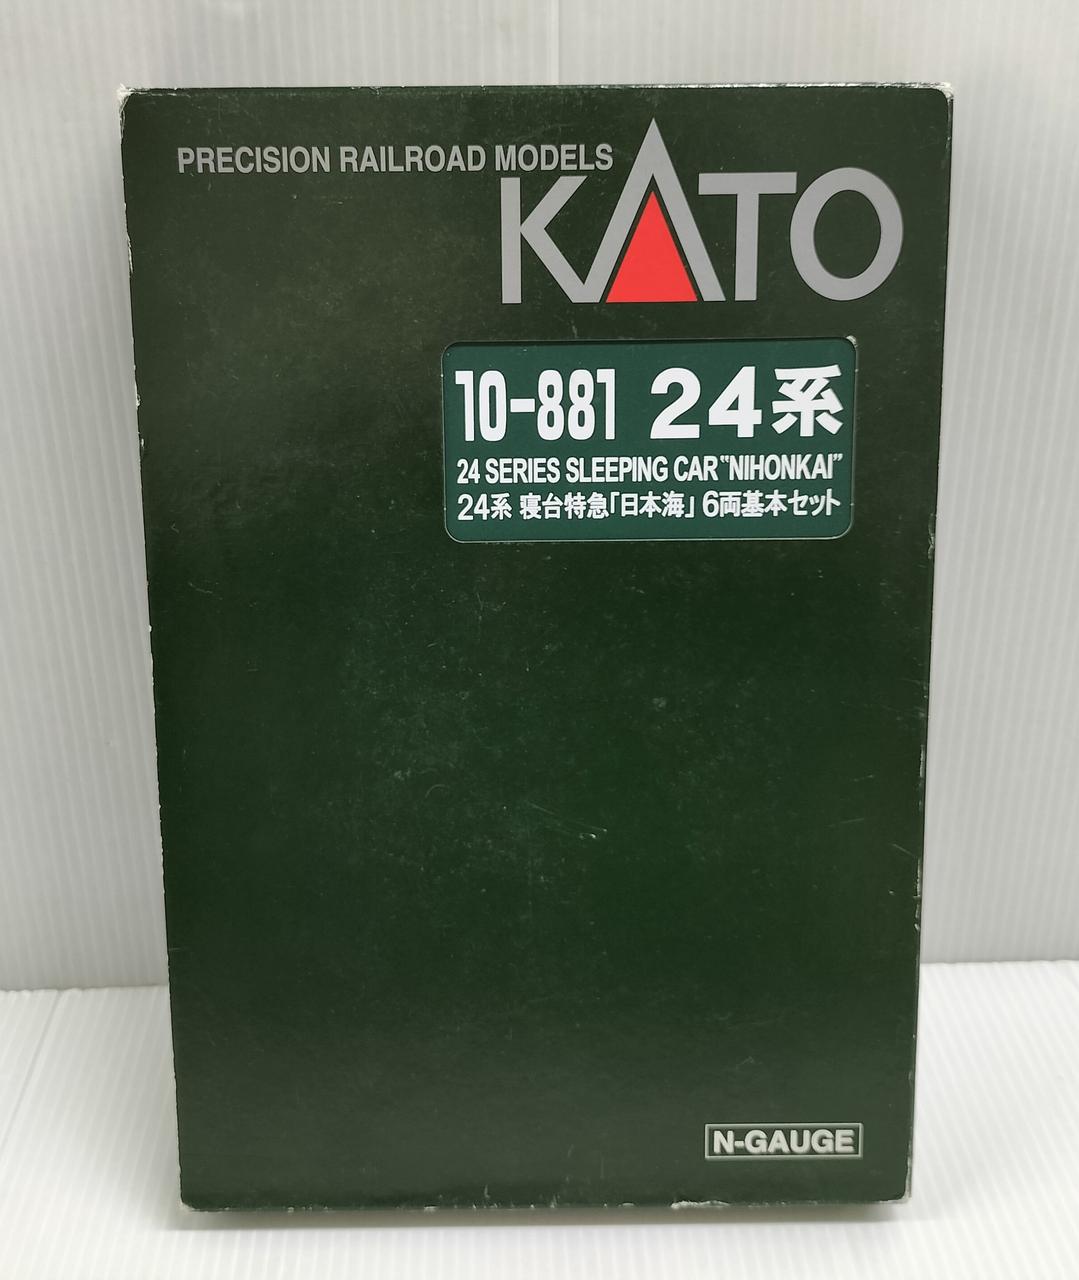 PRECISION RAILROAD MODELS
KATO
10-881 24系
24 SERIES SLEEPING CAR "NIHONKAI"
24系 寝台特急「日本海」6両基本セット
N-GAUGE